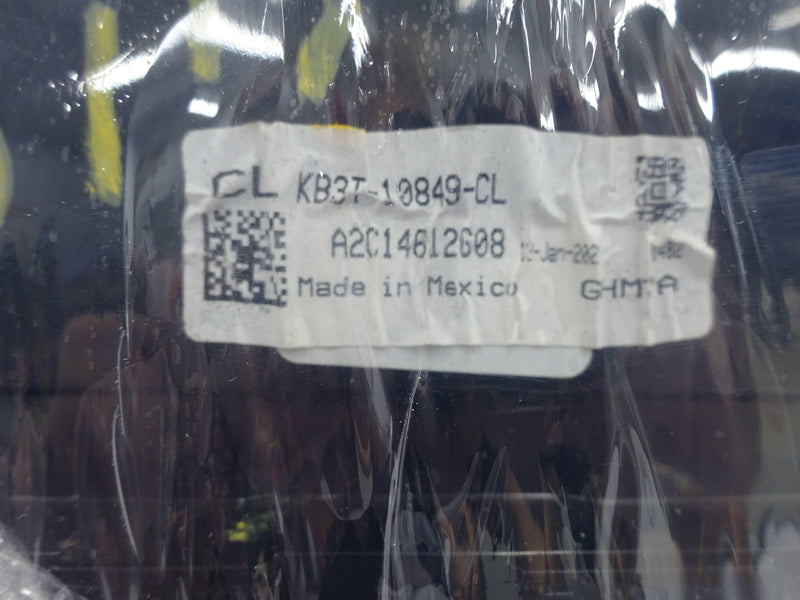 CL KB3T-10849-CL
A2C14612608
Made in Mexico